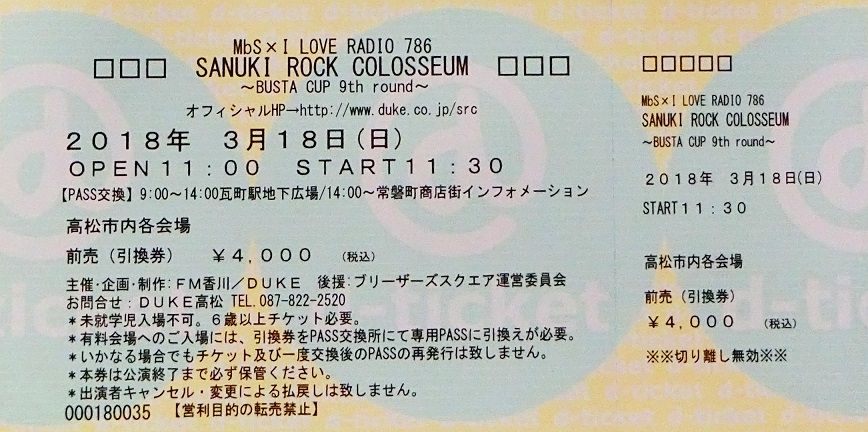 MbS×I LOVE RADIO 786
□□□ SANUKI ROCK COLOSSEUM □□□
～BUSTA CUP 9th round～
オフィシャルHP→http://www.duke.co.jp/src
２０１８年 ３月１８日(日)
ＯＰＥＮ１１：００ ＳＴＡＲＴ１１：３０
【PASS交換】9:00～14:00瓦町駅地下広場/14:00～常磐町商店街インフォメーション
高松市内各会場
前売（引換券） ￥４,０００ （税込）
主催･企画･制作：ＦＭ香川／ＤＵＫＥ 後援：ブリーザーズスクエア運営委員会
お問合せ：ＤＵＫＥ高松 TEL.087-822-2520
＊未就学児入場不可。６歳以上チケット必要。
＊有料会場へのご入場には、引換券をPASS交換所にて専用PASSに引換えが必要。
＊いかなる場合でもチケット及び一度交換後のPASSの再発行は致しません。
＊本券は公演終了まで必ず保管ください。
＊出演者キャンセル・変更による払戻しは致しません。
000180035 【営利目的の転売禁止】
□□□□□
MbS×I LOVE RADIO 786
SANUKI ROCK COLOSSEUM
～BUSTA CUP 9th round～
２０１８年 ３月１８日(日)
START１１：３０
高松市内各会場
前売（引換券）
￥４,０００ （税込）
※※切り離し無効※※
d-ticket